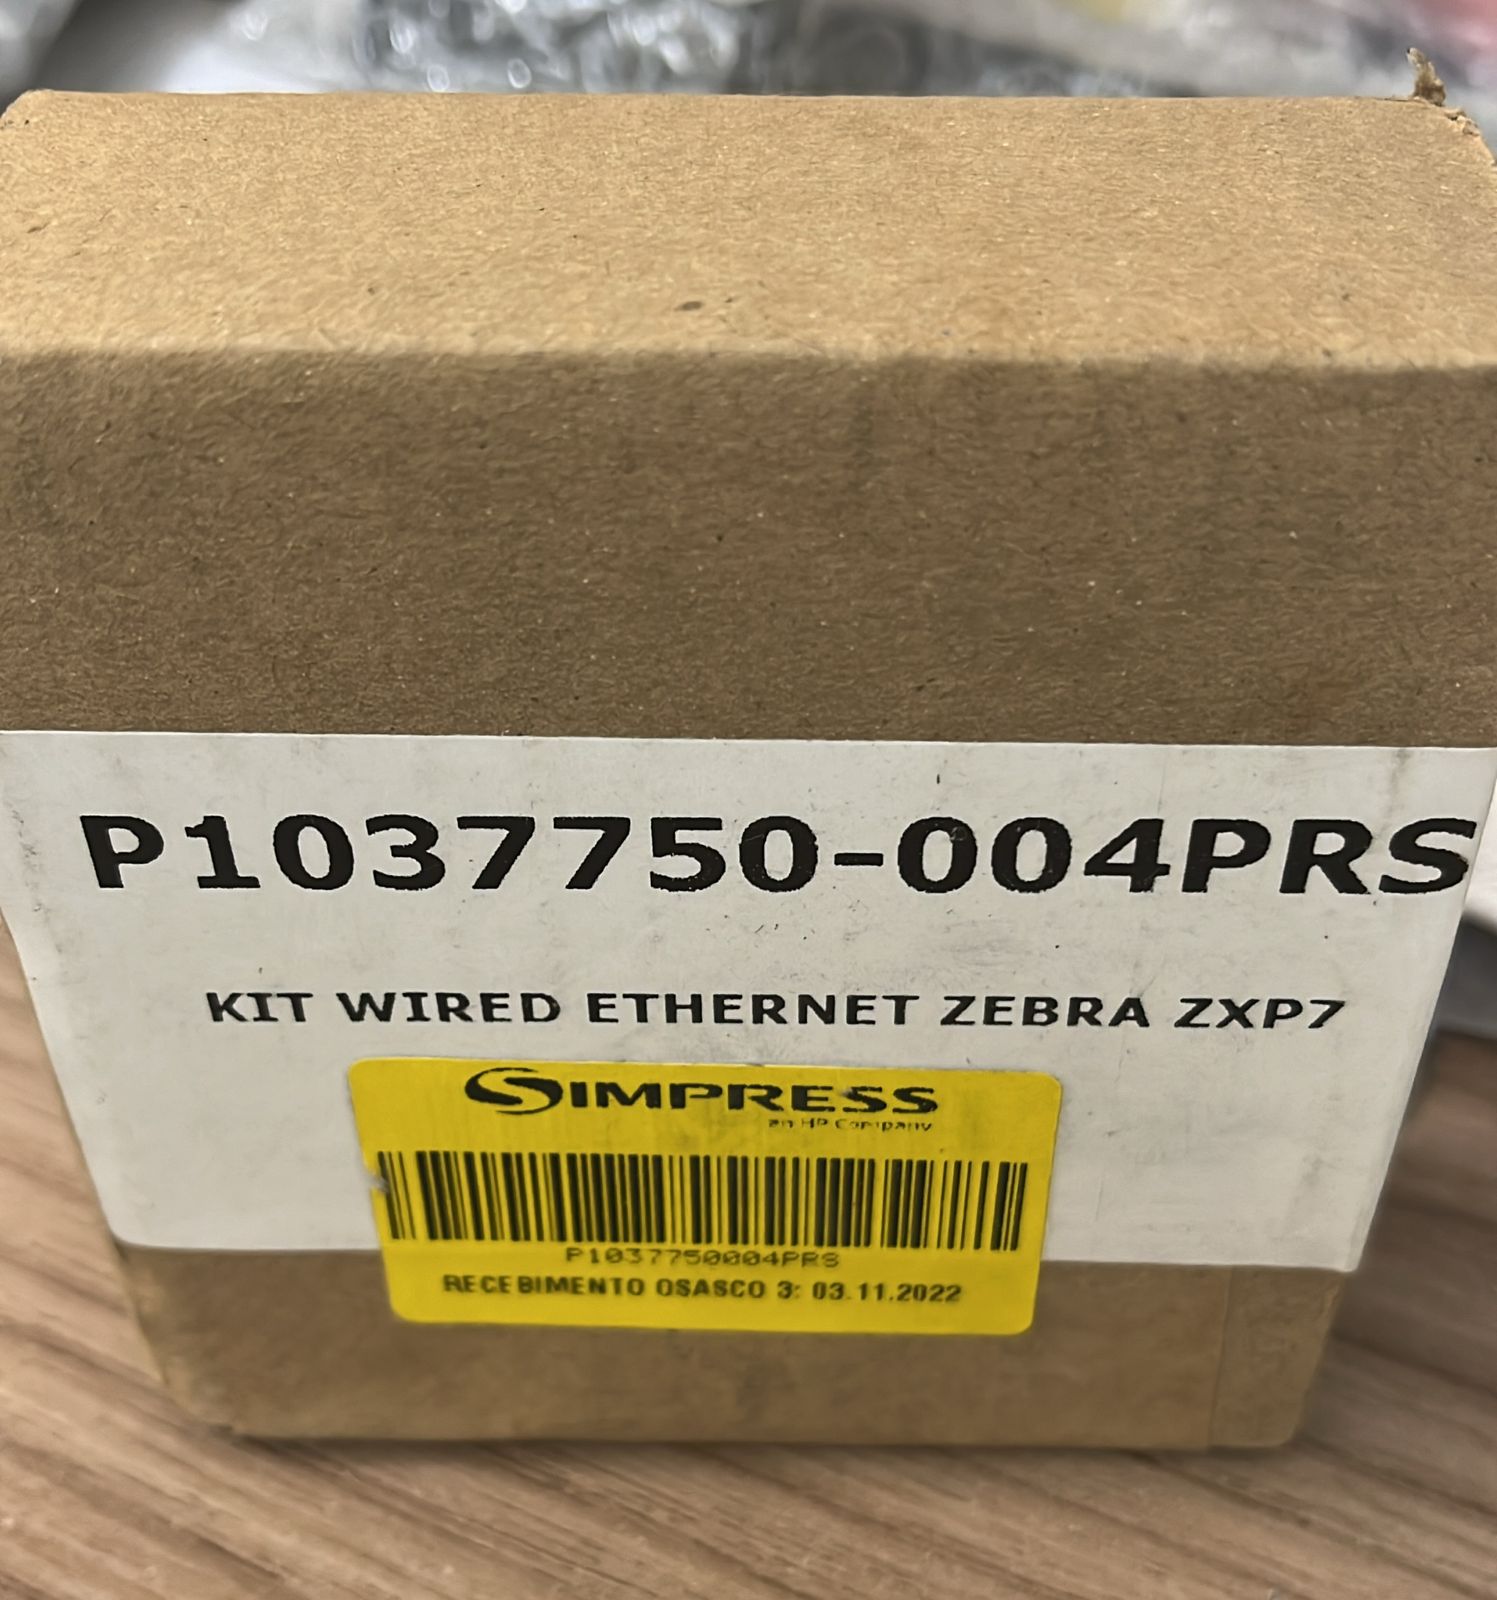 P1037750-004PRS
KIT WIRED ETHERNET ZEBRA ZXP7
SIMPRESS
an HP Company
P1037750004PRS
RECEBIMENTO OSASCO 3: 03.11.2022